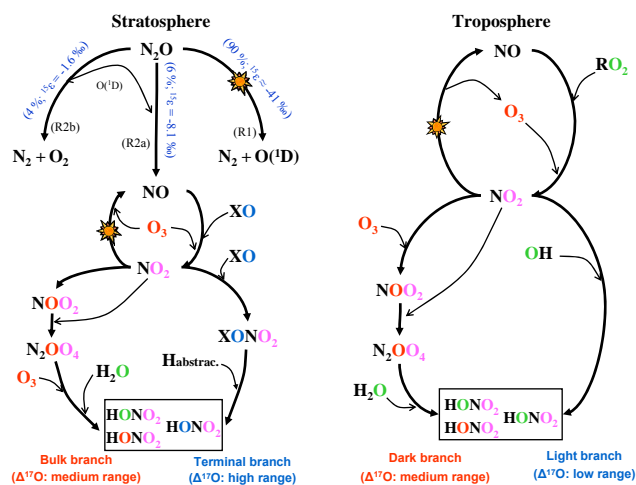 Stratosphere
N₂O
(4 %; ¹⁵ε = -1.6 ‰)
O(¹D)
(6 %; ¹⁵ε = -8.1 ‰)
(90 %; ¹⁵ε ≈ -41 ‰)
(R2b)
(R2a)
(R1)
N₂ + O₂
N₂ + O(¹D)
NO
XO
O₃
XO
NO₂
NOO₂
N₂OO₄
XONO₂
Habstrac.
O₃
H₂O
HONO₂
HONO₂
HONO₂
Bulk branch
(Δ¹⁷O: medium range)
Terminal branch
(Δ¹⁷O: high range)
Troposphere
NO
RO₂
O₃
NO₂
O₃
OH
NOO₂
N₂OO₄
H₂O
HONO₂
HONO₂
HONO₂
Dark branch
(Δ¹⁷O: medium range)
Light branch
(Δ¹⁷O: low range)